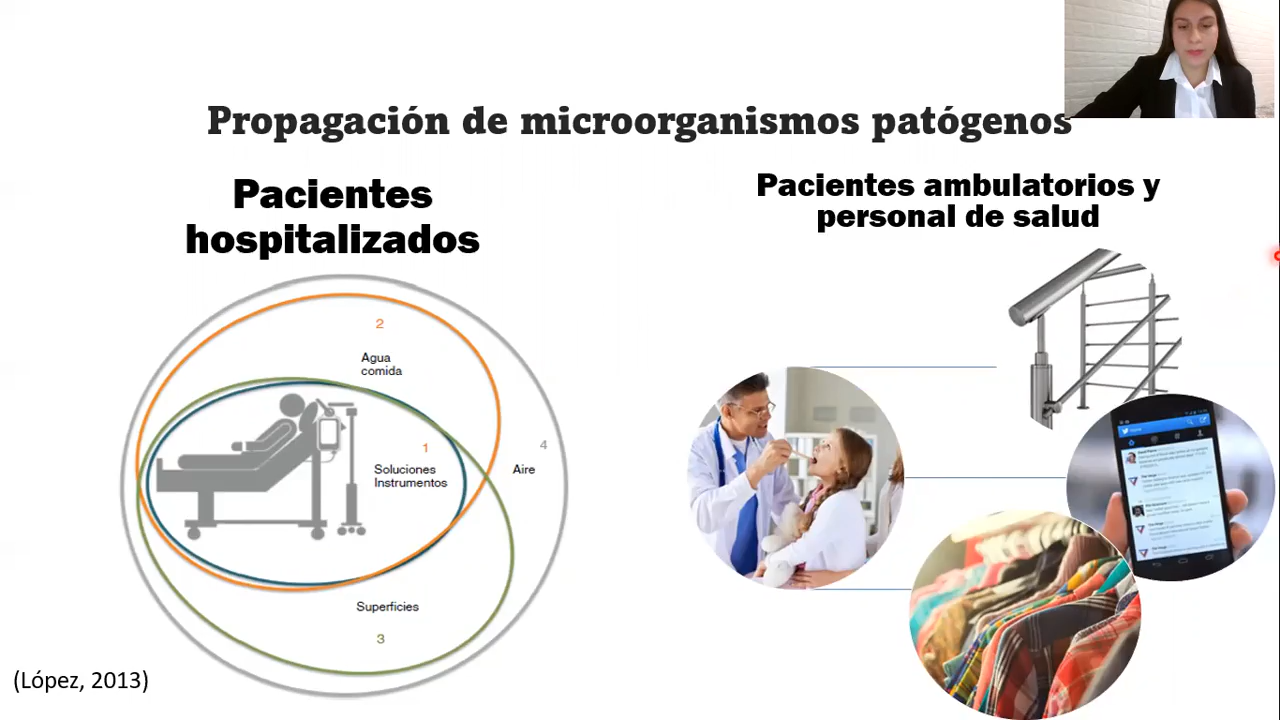 Propagación de microorganismos patógenos
Pacientes
hospitalizados
2
Agua
comida
1
Soluciones
Instrumentos
4
Aire
Superficies
3
(López, 2013)
Pacientes ambulatorios y
personal de salud